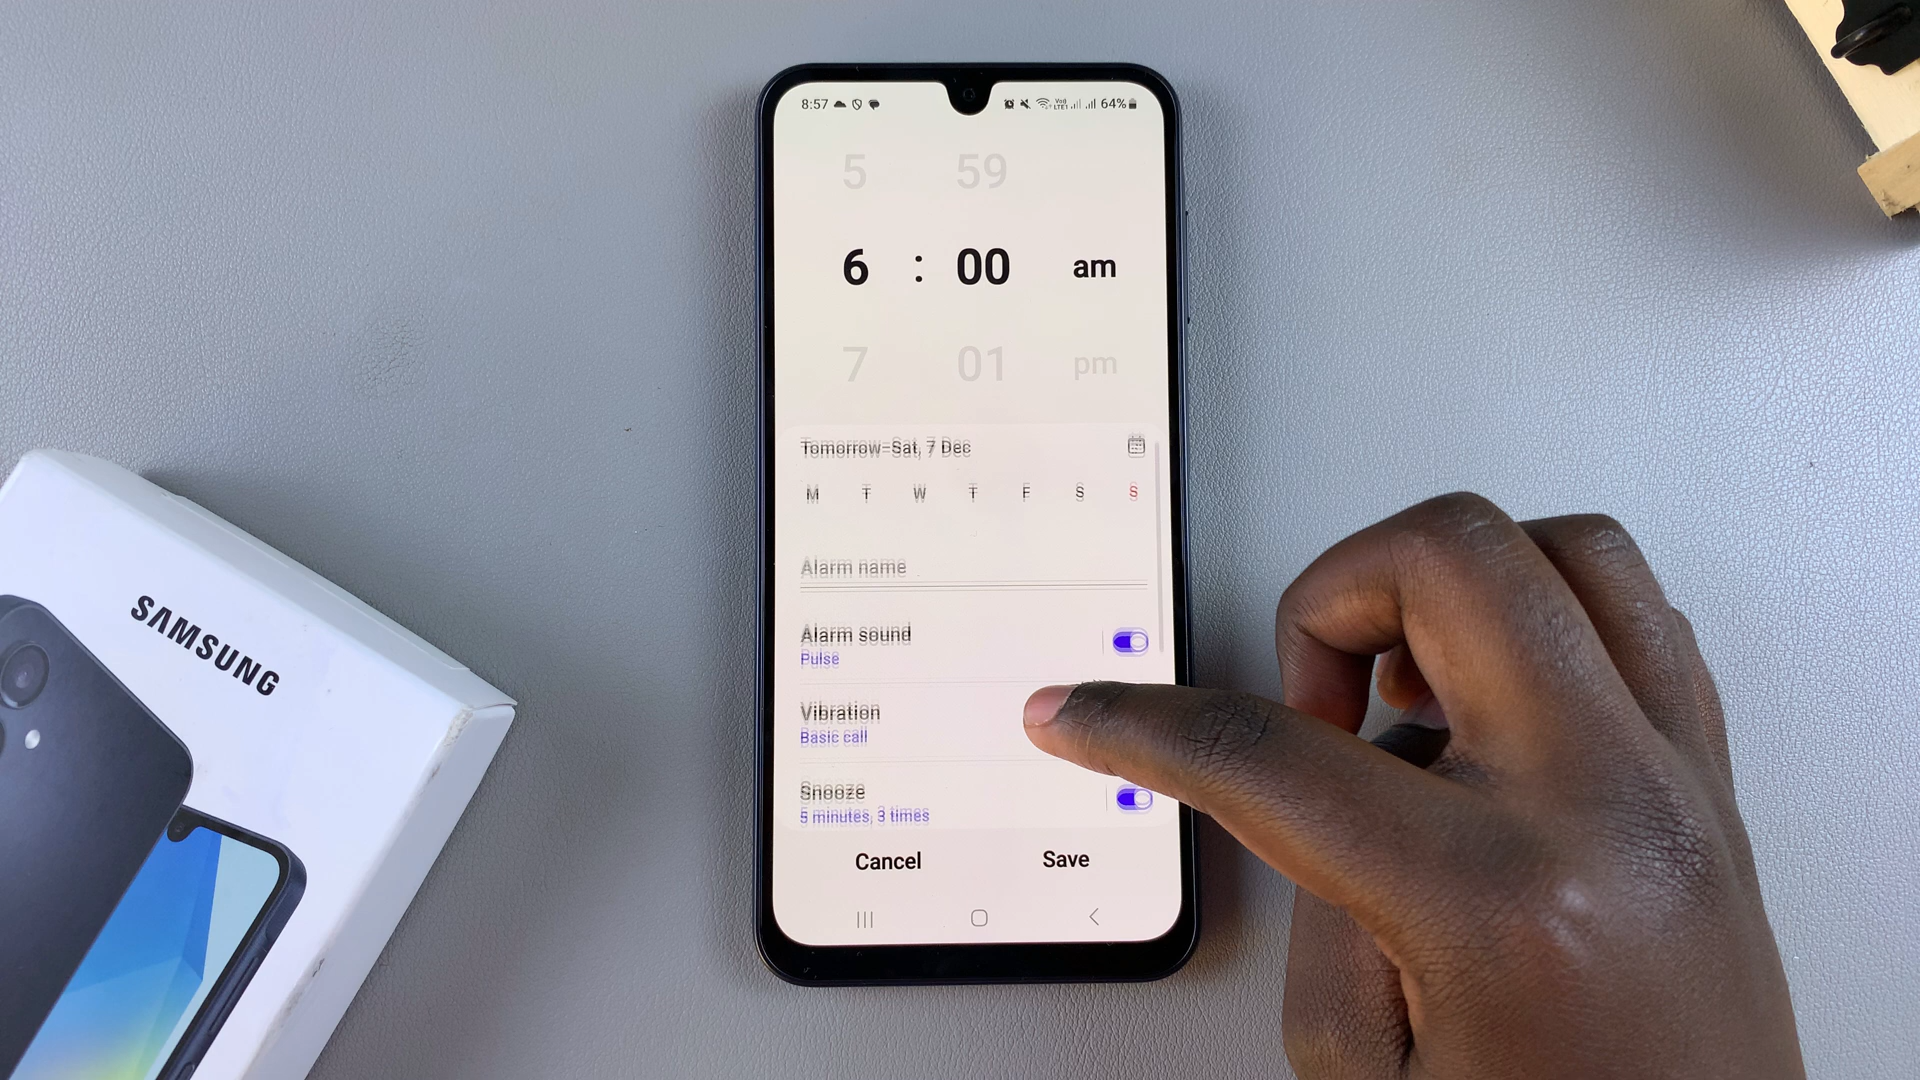 8:57 64%
5 59
6 : 00 am
7 01 pm
Tomorrow-Sat, 7 Dec
M T W T F S S
Alarm name
Alarm sound
Pulse
Vibration
Basic call
Snooze
5 minutes, 3 times
Cancel Save
SAMSUNG